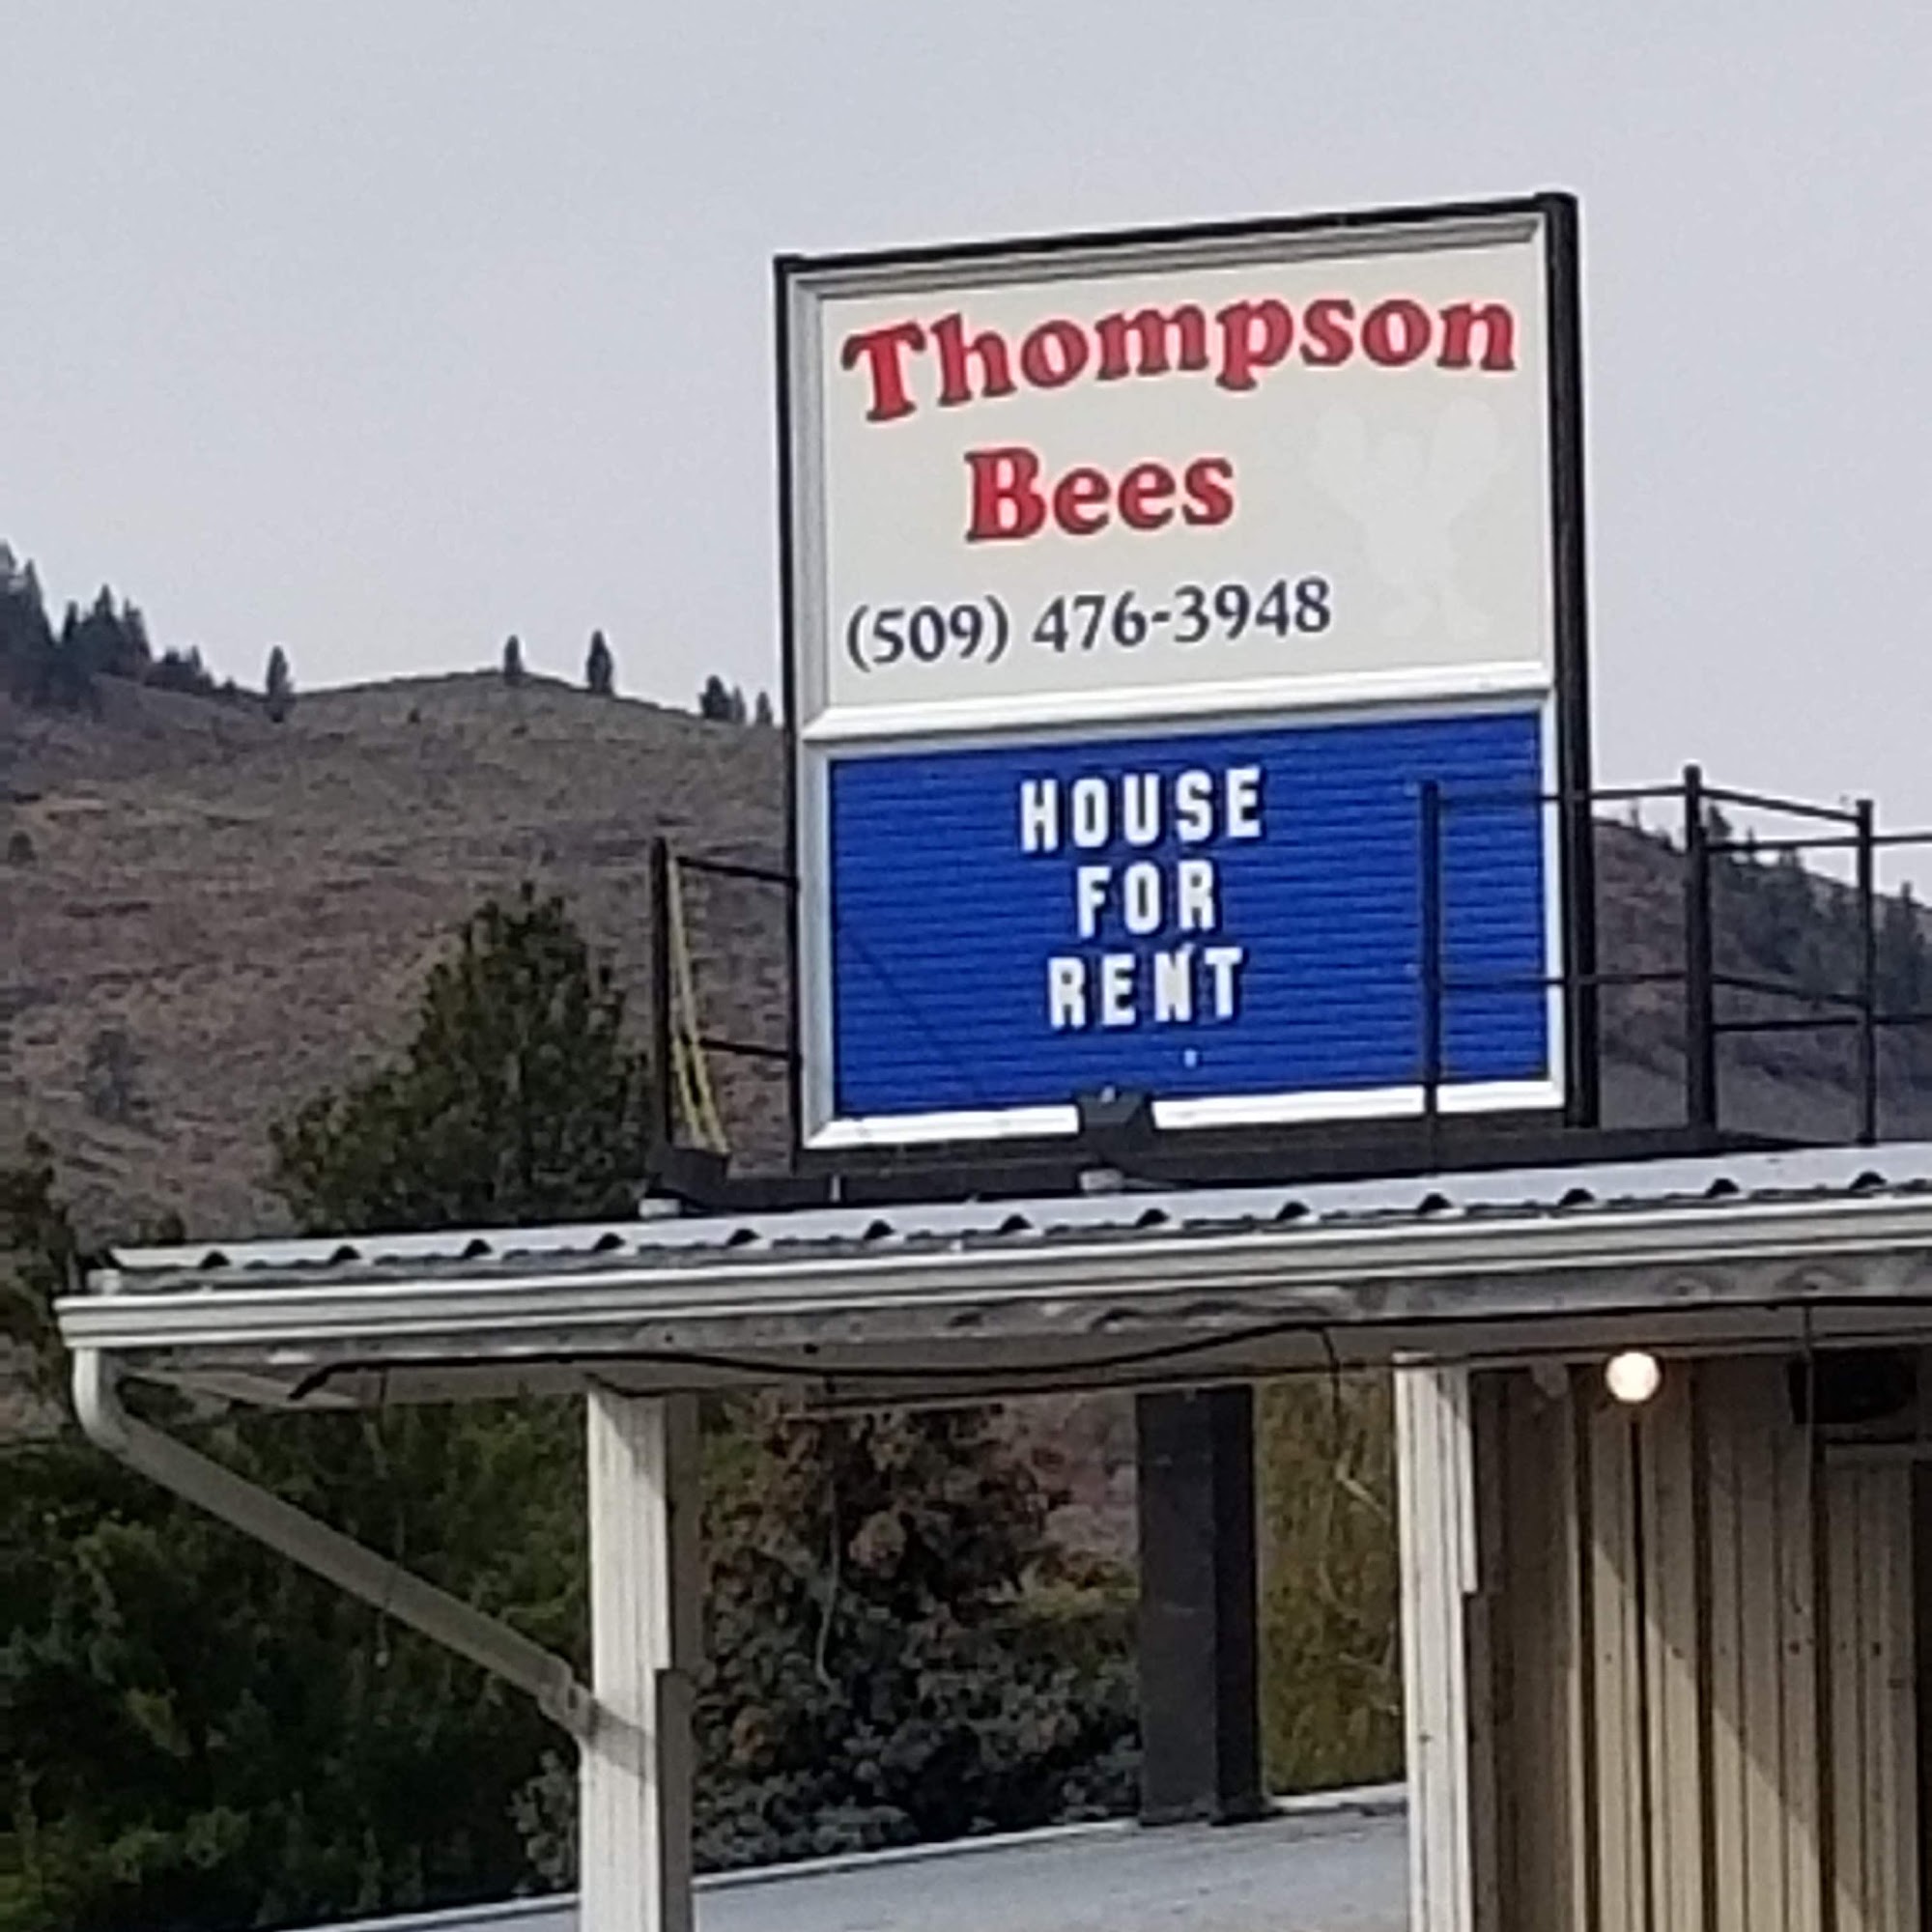 Thompson
Bees
(509) 476-3948
HOUSE
FOR
RENT